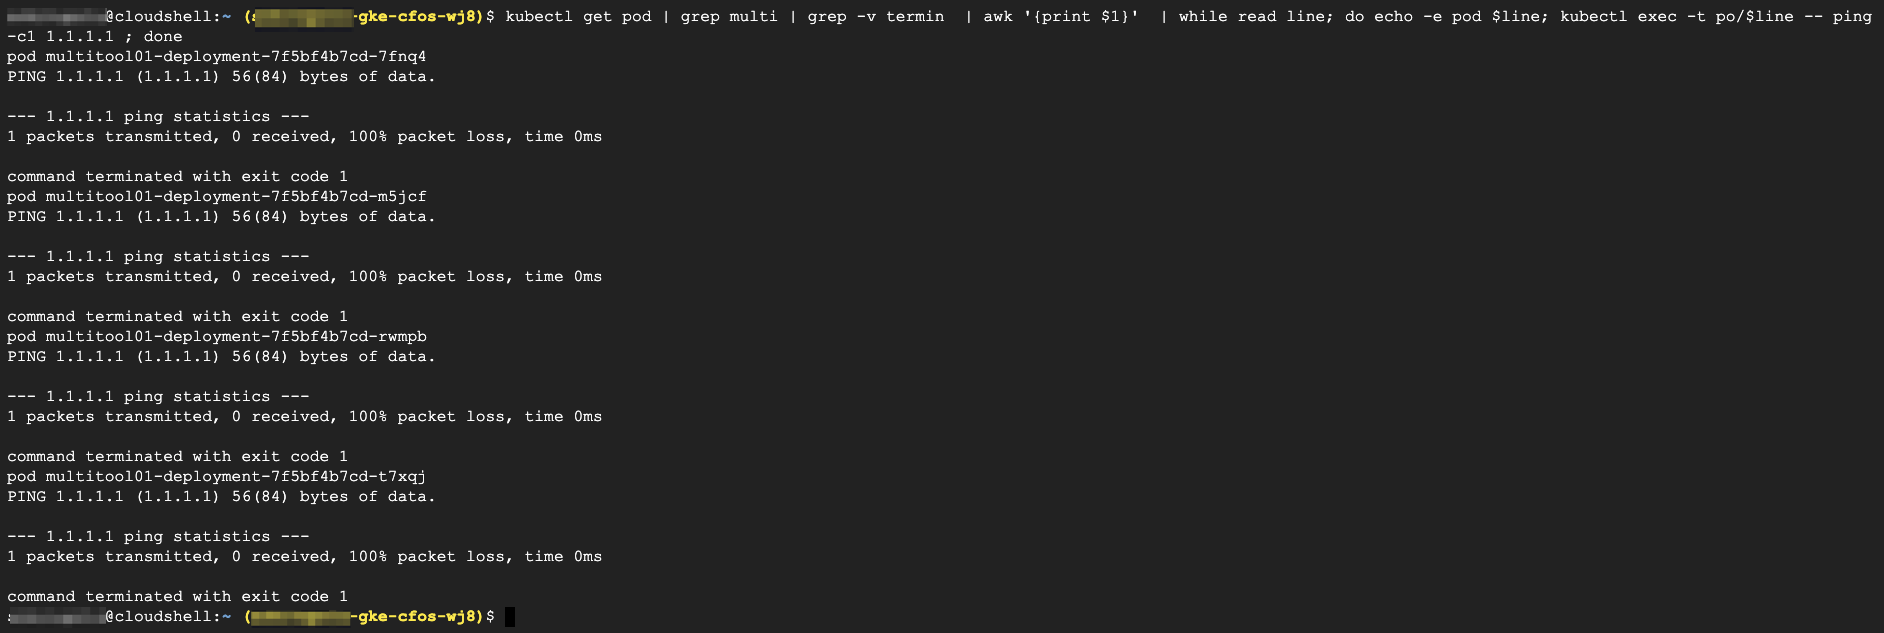 @cloudshell:~ (-gke-cfos-wj8)$ kubectl get pod | grep multi | grep -v termin  | awk '{print $1}'  | while read line; do echo -e pod $line; kubectl exec -t po/$line -- ping
-c1 1.1.1.1 ; done
pod multitool01-deployment-7f5bf4b7cd-7fnq4
PING 1.1.1.1 (1.1.1.1) 56(84) bytes of data.
--- 1.1.1.1 ping statistics ---
1 packets transmitted, 0 received, 100% packet loss, time 0ms
command terminated with exit code 1
pod multitool01-deployment-7f5bf4b7cd-m5jcf
PING 1.1.1.1 (1.1.1.1) 56(84) bytes of data.
--- 1.1.1.1 ping statistics ---
1 packets transmitted, 0 received, 100% packet loss, time 0ms
command terminated with exit code 1
pod multitool01-deployment-7f5bf4b7cd-rwmpb
PING 1.1.1.1 (1.1.1.1) 56(84) bytes of data.
--- 1.1.1.1 ping statistics ---
1 packets transmitted, 0 received, 100% packet loss, time 0ms
command terminated with exit code 1
pod multitool01-deployment-7f5bf4b7cd-t7xqj
PING 1.1.1.1 (1.1.1.1) 56(84) bytes of data.
--- 1.1.1.1 ping statistics ---
1 packets transmitted, 0 received, 100% packet loss, time 0ms
command terminated with exit code 1
@cloudshell:~ (-gke-cfos-wj8)$